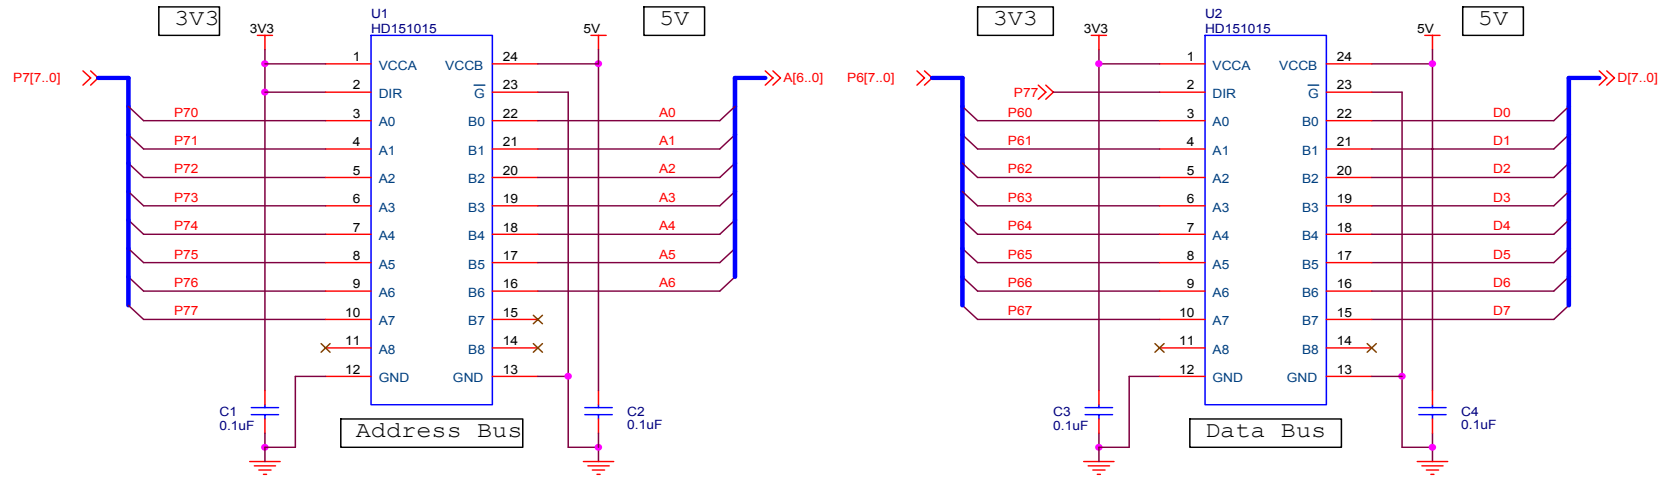 3V3
U1
HD151015
5V
3V3
5V
P7[7..0]
A[6..0]
1 VCCA VCCB 24
2 DIR G 23
P70 3 A0 B0 22 A0
P71 4 A1 B1 21 A1
P72 5 A2 B2 20 A2
P73 6 A3 B3 19 A3
P74 7 A4 B4 18 A4
P75 8 A5 B5 17 A5
P76 9 A6 B6 16 A6
P77 10 A7 B7 15
11 A8 B8 14
12 GND GND 13
C1
0.1uF
C2
0.1uF
Address Bus
3V3
U2
HD151015
5V
3V3
5V
P6[7..0]
D[7..0]
1 VCCA VCCB 24
P77 2 DIR G 23
P60 3 A0 B0 22 D0
P61 4 A1 B1 21 D1
P62 5 A2 B2 20 D2
P63 6 A3 B3 19 D3
P64 7 A4 B4 18 D4
P65 8 A5 B5 17 D5
P66 9 A6 B6 16 D6
P67 10 A7 B7 15 D7
11 A8 B8 14
12 GND GND 13
C3
0.1uF
C4
0.1uF
Data Bus